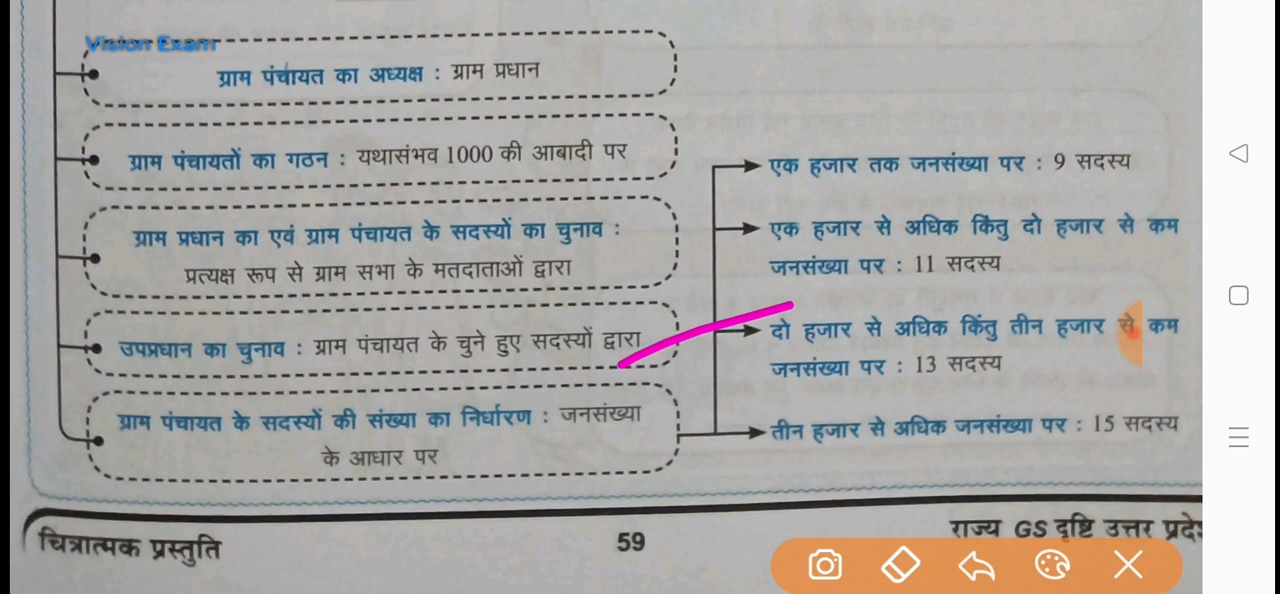 Vision Exam
ग्राम पंचायत का अध्यक्ष : ग्राम प्रधान
ग्राम पंचायतों का गठन : यथासंभव 1000 की आबादी पर
ग्राम प्रधान का एवं ग्राम पंचायत के सदस्यों का चुनाव :
प्रत्यक्ष रूप से ग्राम सभा के मतदाताओं द्वारा
उपप्रधान का चुनाव : ग्राम पंचायत के चुने हुए सदस्यों द्वारा
ग्राम पंचायत के सदस्यों की संख्या का निर्धारण : जनसंख्या
के आधार पर
एक हजार तक जनसंख्या पर : 9 सदस्य
एक हजार से अधिक किंतु दो हजार से कम
जनसंख्या पर : 11 सदस्य
दो हजार से अधिक किंतु तीन हजार से कम
जनसंख्या पर : 13 सदस्य
तीन हजार से अधिक जनसंख्या पर : 15 सदस्य
चित्रात्मक प्रस्तुति
59
राज्य GS दृष्टि उत्तर प्रदे